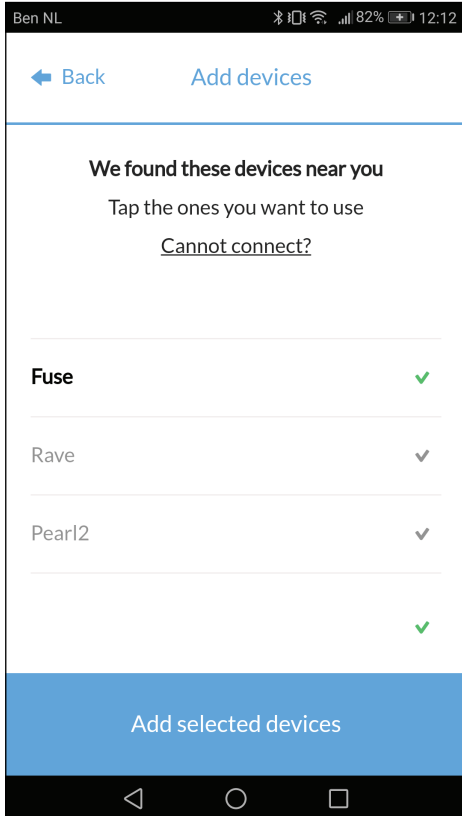 Ben NL 82% 12:12
Back Add devices
We found these devices near you
Tap the ones you want to use
Cannot connect?
Fuse
Rave
Pearl2
Add selected devices